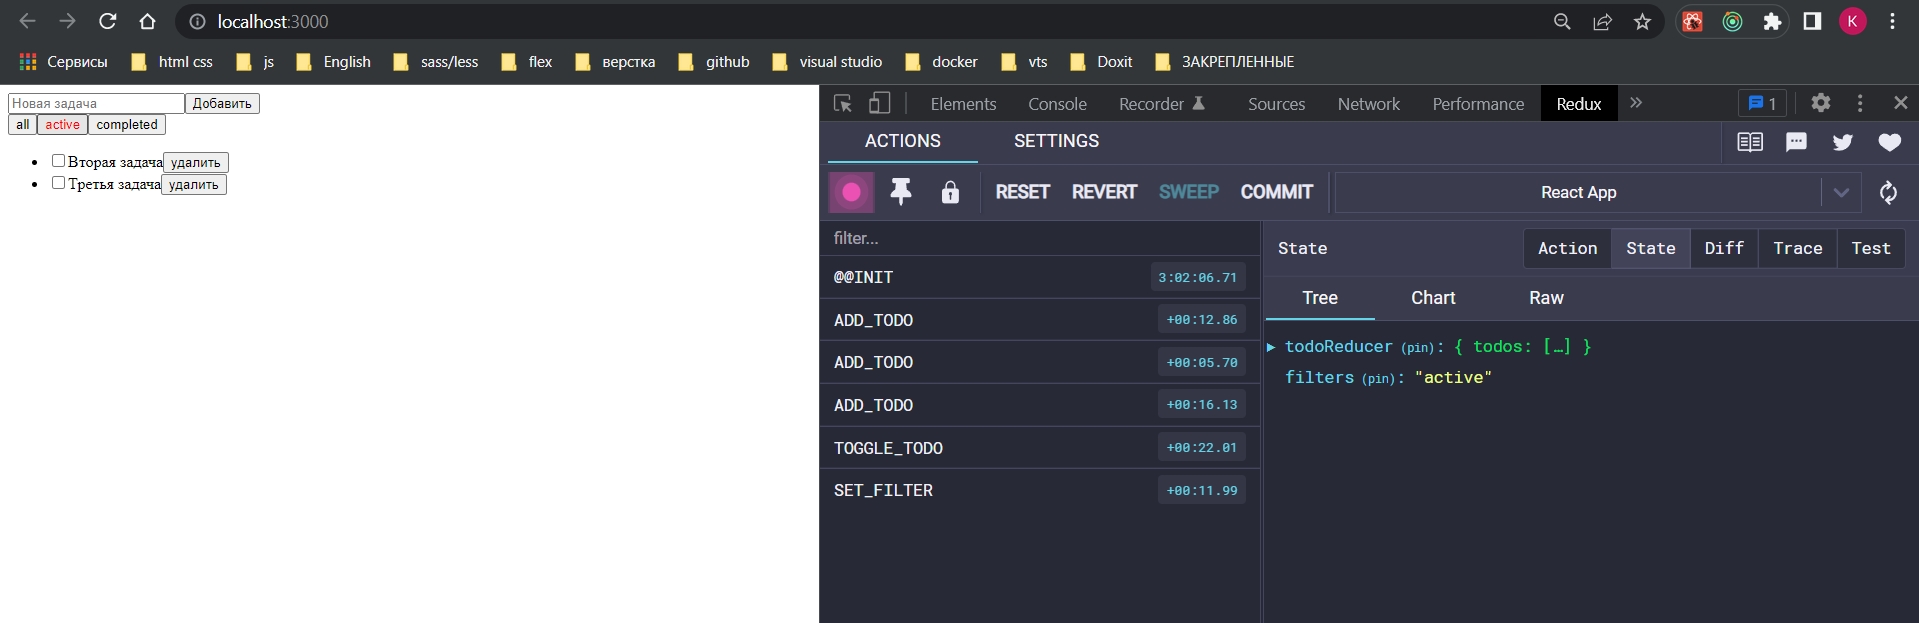 localhost:3000
K
Сервисы html css js English sass/less flex верстка github visual studio docker vts Doxit ЗАКРЕПЛЕННЫЕ
Новая задача Добавить
all active completed
Вторая задача удалить
Третья задача удалить
Elements Console Recorder Sources Network Performance Redux 1
ACTIONS SETTINGS
RESET REVERT SWEEP COMMIT React App
filter...
@@INIT 3:02:06.71
ADD_TODO +00:12.86
ADD_TODO +00:05.70
ADD_TODO +00:16.13
TOGGLE_TODO +00:22.01
SET_FILTER +00:11.99
State Action State Diff Trace Test
Tree Chart Raw
todoReducer (pin): { todos: […] }
filters (pin): "active"